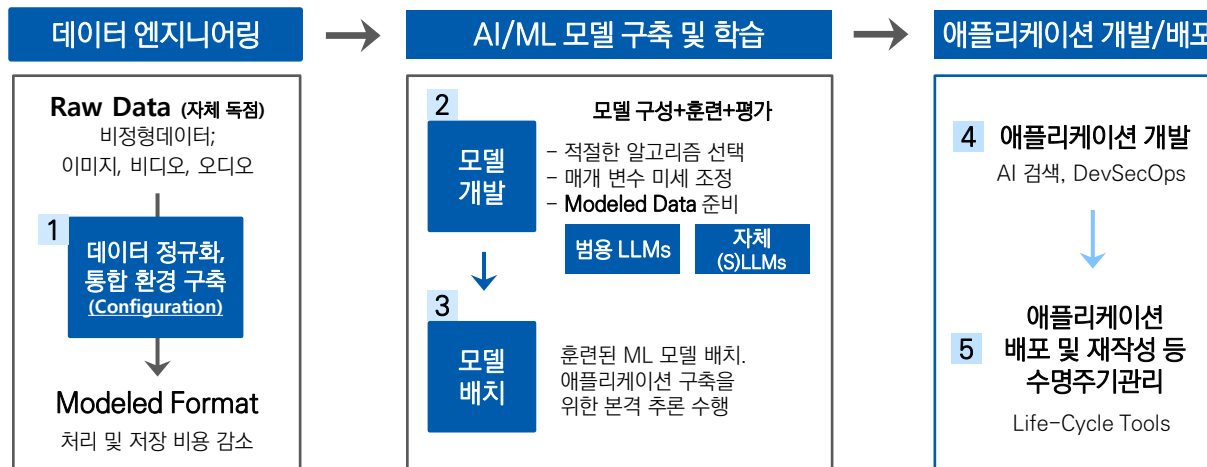 데이터 엔지니어링
Raw Data (자체 독점)
비정형데이터;
이미지, 비디오, 오디오
1
데이터 정규화,
통합 환경 구축
(Configuration)
Modeled Format
처리 및 저장 비용 감소
AI/ML 모델 구축 및 학습
2
모델
개발
모델 구성+훈련+평가
- 적절한 알고리즘 선택
- 매개 변수 미세 조정
- Modeled Data 준비
범용 LLMs
자체
(S)LLMs
3
모델
배치
훈련된 ML 모델 배치.
애플리케이션 구축을
위한 본격 추론 수행
애플리케이션 개발/배포
4 애플리케이션 개발
AI 검색, DevSecOps
5
애플리케이션
배포 및 재작성 등
수명주기관리
Life-Cycle Tools